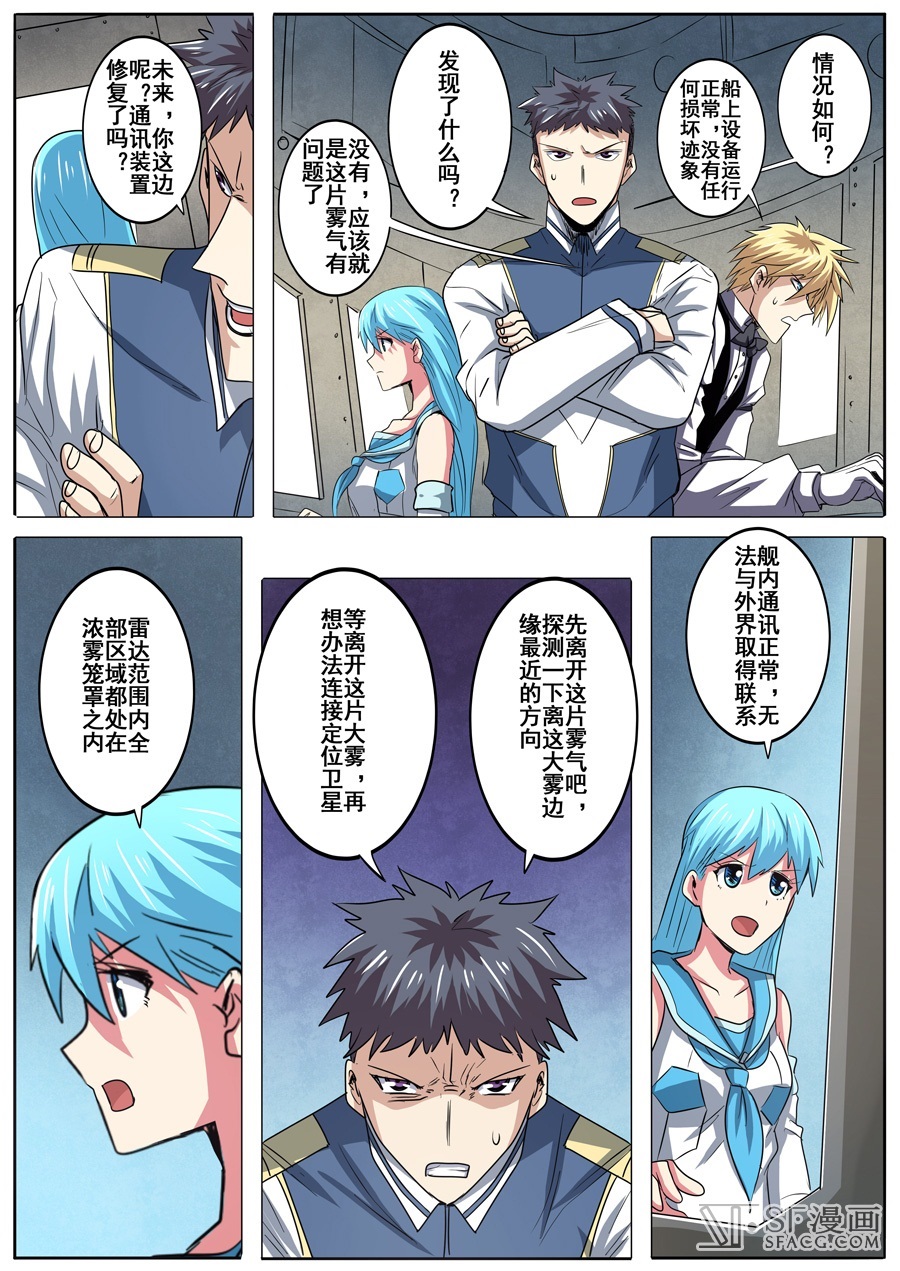 情况如何？
船上设备运行
正常，没有任
何损坏迹象
发现了什么吗？
没有，应该就
是这片雾气有
问题了
未来，你这边
呢？通讯装置
修复了吗？
舰内通讯正常，无
法与外界取得联系
先离开这片雾气吧，
探测一下离这大雾边
缘最近的方向
等离开这片大雾，再
想办法连接定位卫星
雷达范围内全
部区域都处在
浓雾笼罩之内
SF漫画
SFACG.COM